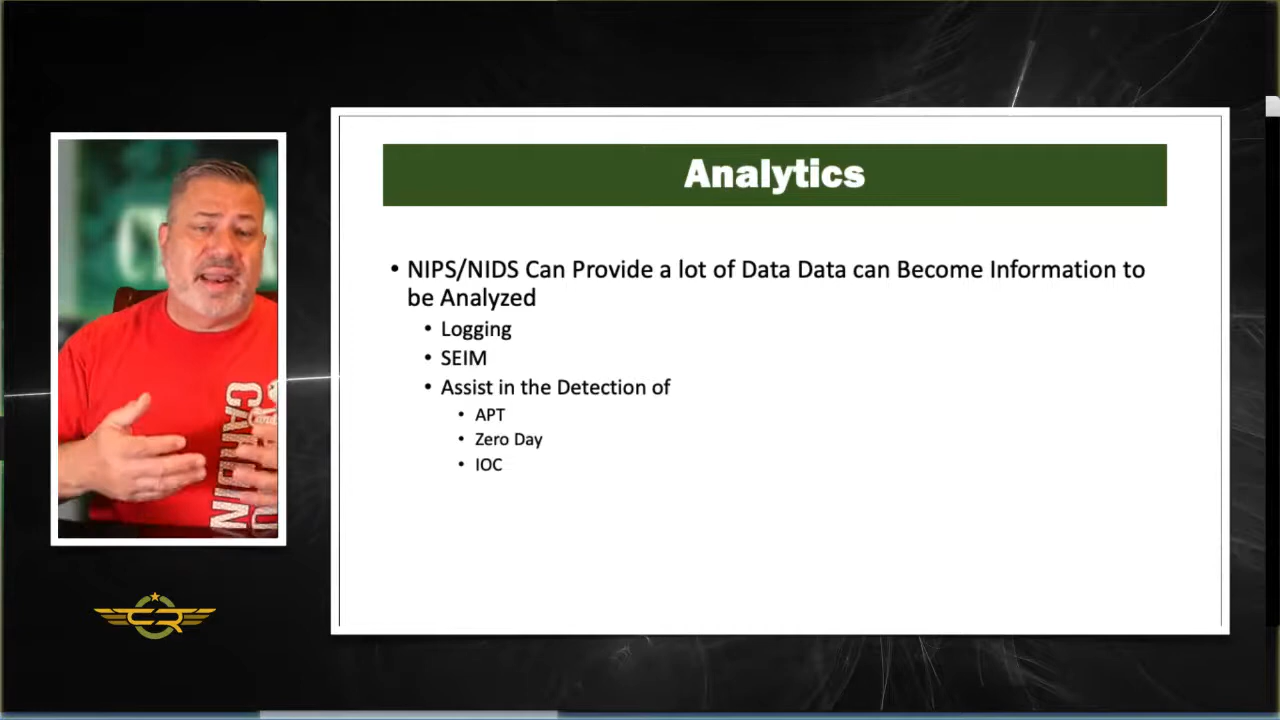 Analytics
• NIPS/NIDS Can Provide a lot of Data Data can Become Information to
be Analyzed
• Logging
• SEIM
• Assist in the Detection of
• APT
• Zero Day
• IOC
CR